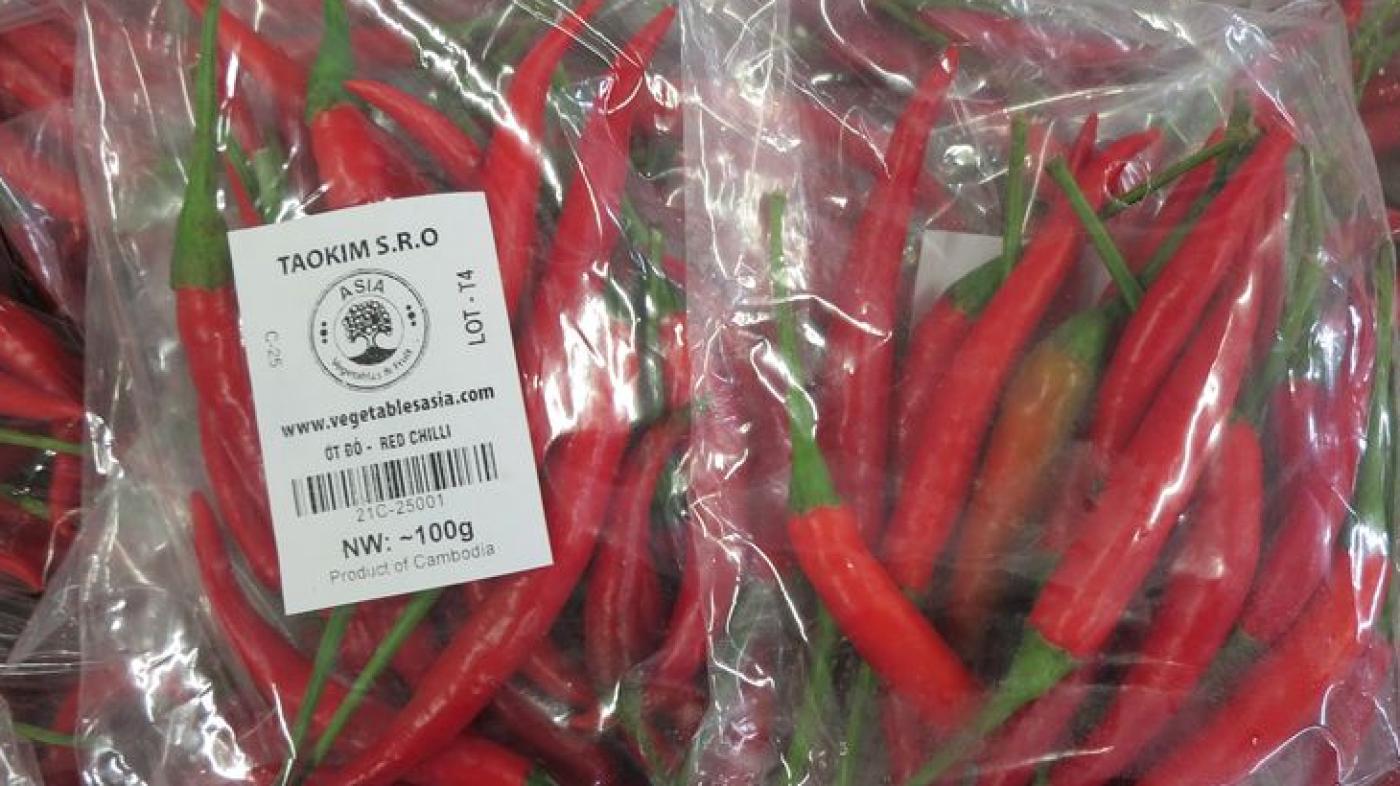 TAOKIM S.R.O
ASIA
Vegetables & Fruit
C-25
LOT - T4
www.vegetablesasia.com
ỚT ĐỎ - RED CHILLI
21C-25001
NW: ~100g
Product of Cambodia